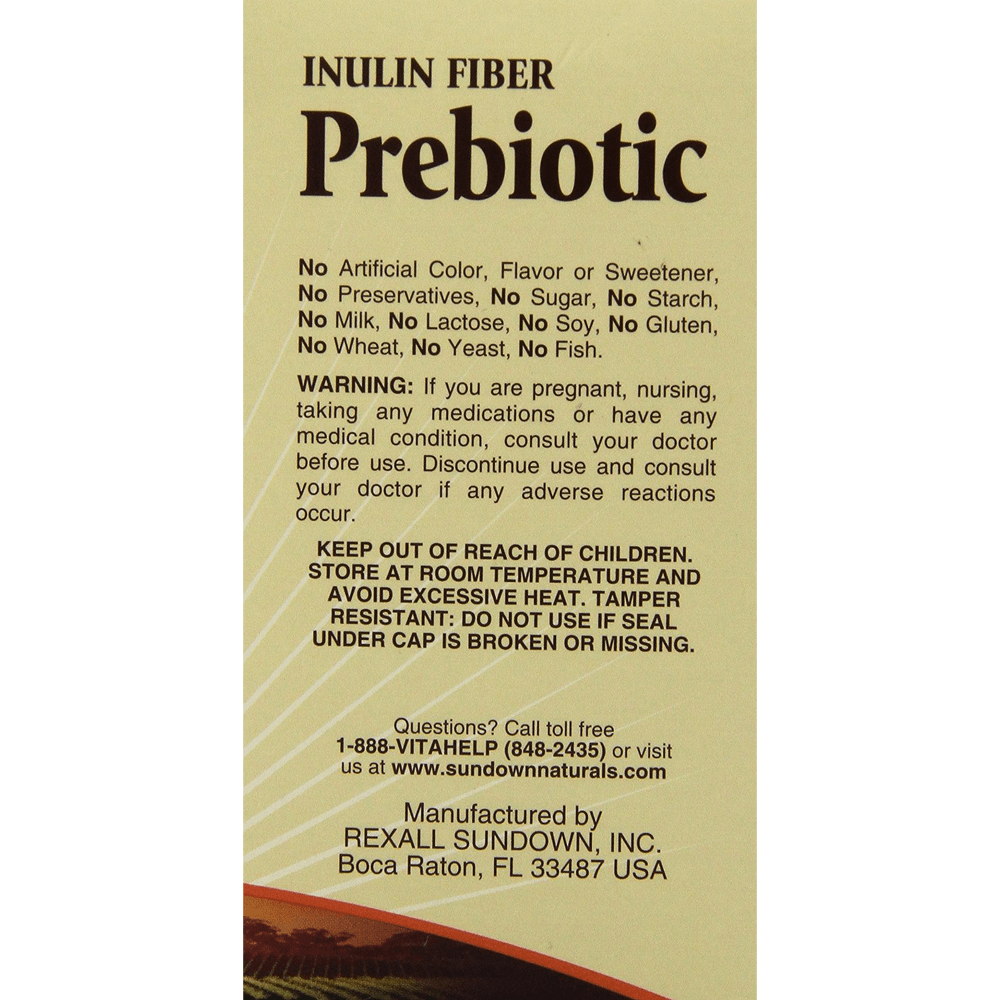 INULIN FIBER
Prebiotic
No Artificial Color, Flavor or Sweetener,
No Preservatives, No Sugar, No Starch,
No Milk, No Lactose, No Soy, No Gluten,
No Wheat, No Yeast, No Fish.
WARNING: If you are pregnant, nursing,
taking any medications or have any
medical condition, consult your doctor
before use. Discontinue use and consult
your doctor if any adverse reactions
occur.
KEEP OUT OF REACH OF CHILDREN.
STORE AT ROOM TEMPERATURE AND
AVOID EXCESSIVE HEAT. TAMPER
RESISTANT: DO NOT USE IF SEAL
UNDER CAP IS BROKEN OR MISSING.
Questions? Call toll free
1-888-VITAHELP (848-2435) or visit
us at www.sundownnaturals.com
Manufactured by
REXALL SUNDOWN, INC.
Boca Raton, FL 33487 USA